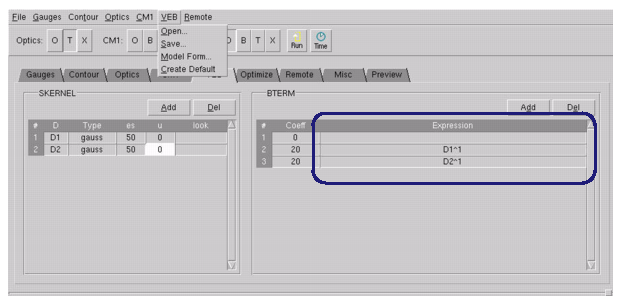 File Gauges Contour Optics CM1 VEB Remote
Optics: O T X CM1: O B B T X Run Time
Open...
Save...
Model Form...
Create Default
Gauges Contour Optics Optimize Remote Misc Preview
SKERNEL
Add Del
# D Type es u look
1 D1 gauss 50 0
2 D2 gauss 50 0
BTERM
Add Del
# Coeff Expression
1 0
2 20 D1^1
3 20 D2^1